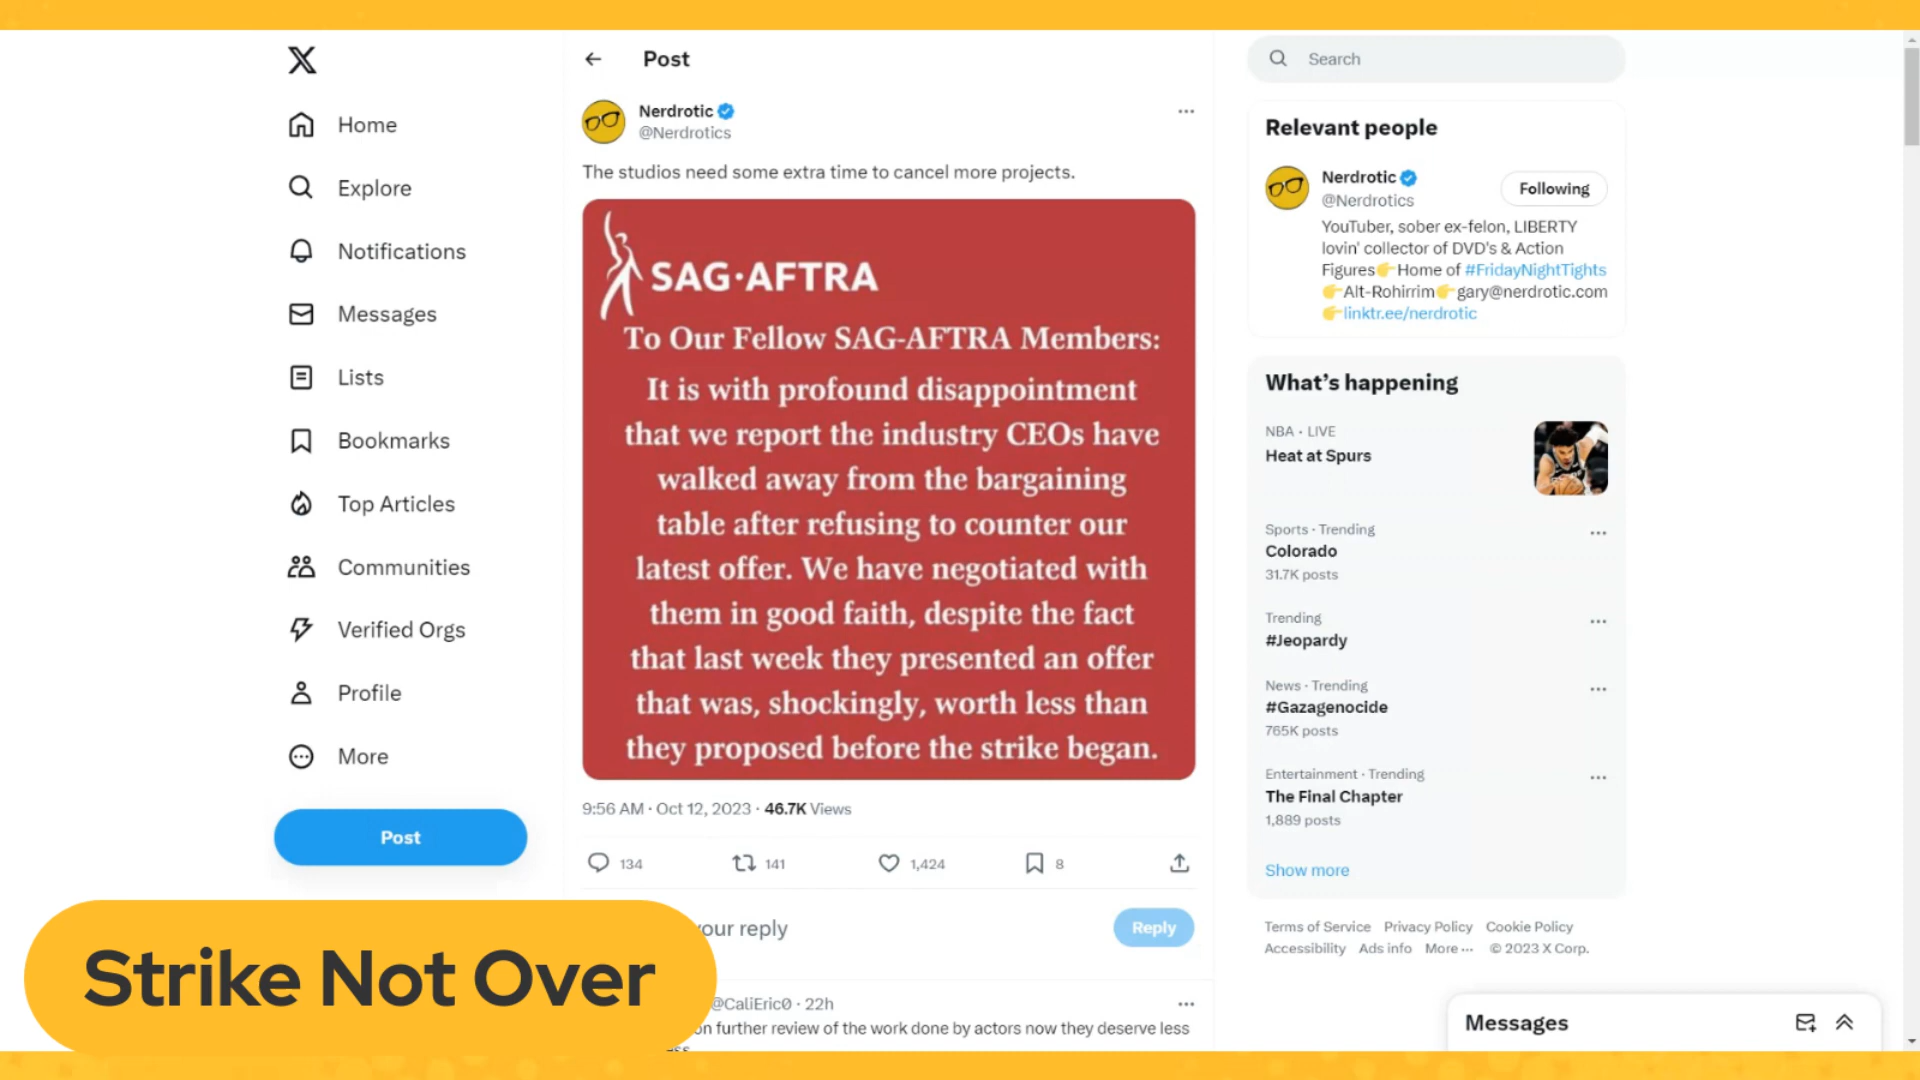 Home
Explore
Notifications
Messages
Lists
Bookmarks
Top Articles
Communities
Verified Orgs
Profile
More
Post
Post
Nerdrotic
@Nerdrotics
The studios need some extra time to cancel more projects.
SAG·AFTRA
To Our Fellow SAG-AFTRA Members:
It is with profound disappointment
that we report the industry CEOs have
walked away from the bargaining
table after refusing to counter our
latest offer. We have negotiated with
them in good faith, despite the fact
that last week they presented an offer
that was, shockingly, worth less than
they proposed before the strike began.
9:56 AM · Oct 12, 2023 · 46.7K Views
134 141 1,424 8
your reply
Reply
@CaliEric0 · 22h
on further review of the work done by actors now they deserve less
Search
Relevant people
Nerdrotic
@Nerdrotics
Following
YouTuber, sober ex-felon, LIBERTY
lovin' collector of DVD's & Action
Figures👉Home of #FridayNightTights
👉Alt-Rohirrim👉gary@nerdrotic.com
👉linktr.ee/nerdrotic
What's happening
NBA · LIVE
Heat at Spurs
Sports · Trending
Colorado
31.7K posts
Trending
#Jeopardy
News · Trending
#Gazagenocide
765K posts
Entertainment · Trending
The Final Chapter
1,889 posts
Show more
Terms of Service Privacy Policy Cookie Policy
Accessibility Ads info More ··· © 2023 X Corp.
Messages
Strike Not Over